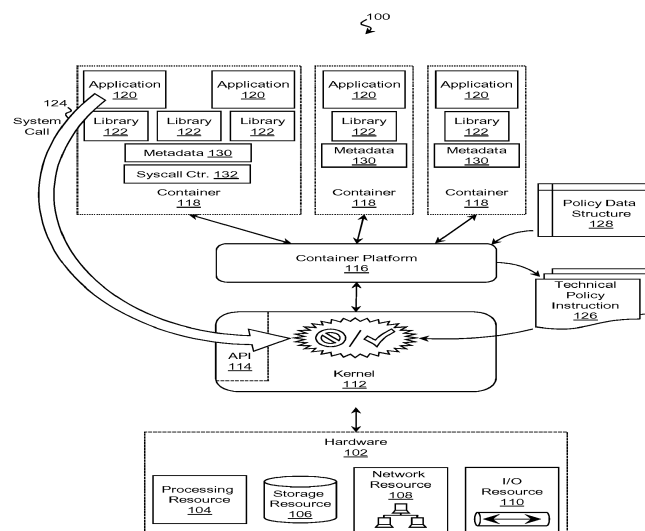 100
124
System
Call
Application
120
Application
120
Library
122
Library
122
Library
122
Metadata 130
Syscall Ctr. 132
Container
118
Application
120
Library
122
Metadata
130
Container
118
Application
120
Library
122
Metadata
130
Container
118
Policy Data
Structure
128
Container Platform
116
Technical
Policy
Instruction
126
API
114
Kernel
112
Hardware
102
Processing
Resource
104
Storage
Resource
106
Network
Resource
108
I/O
Resource
110